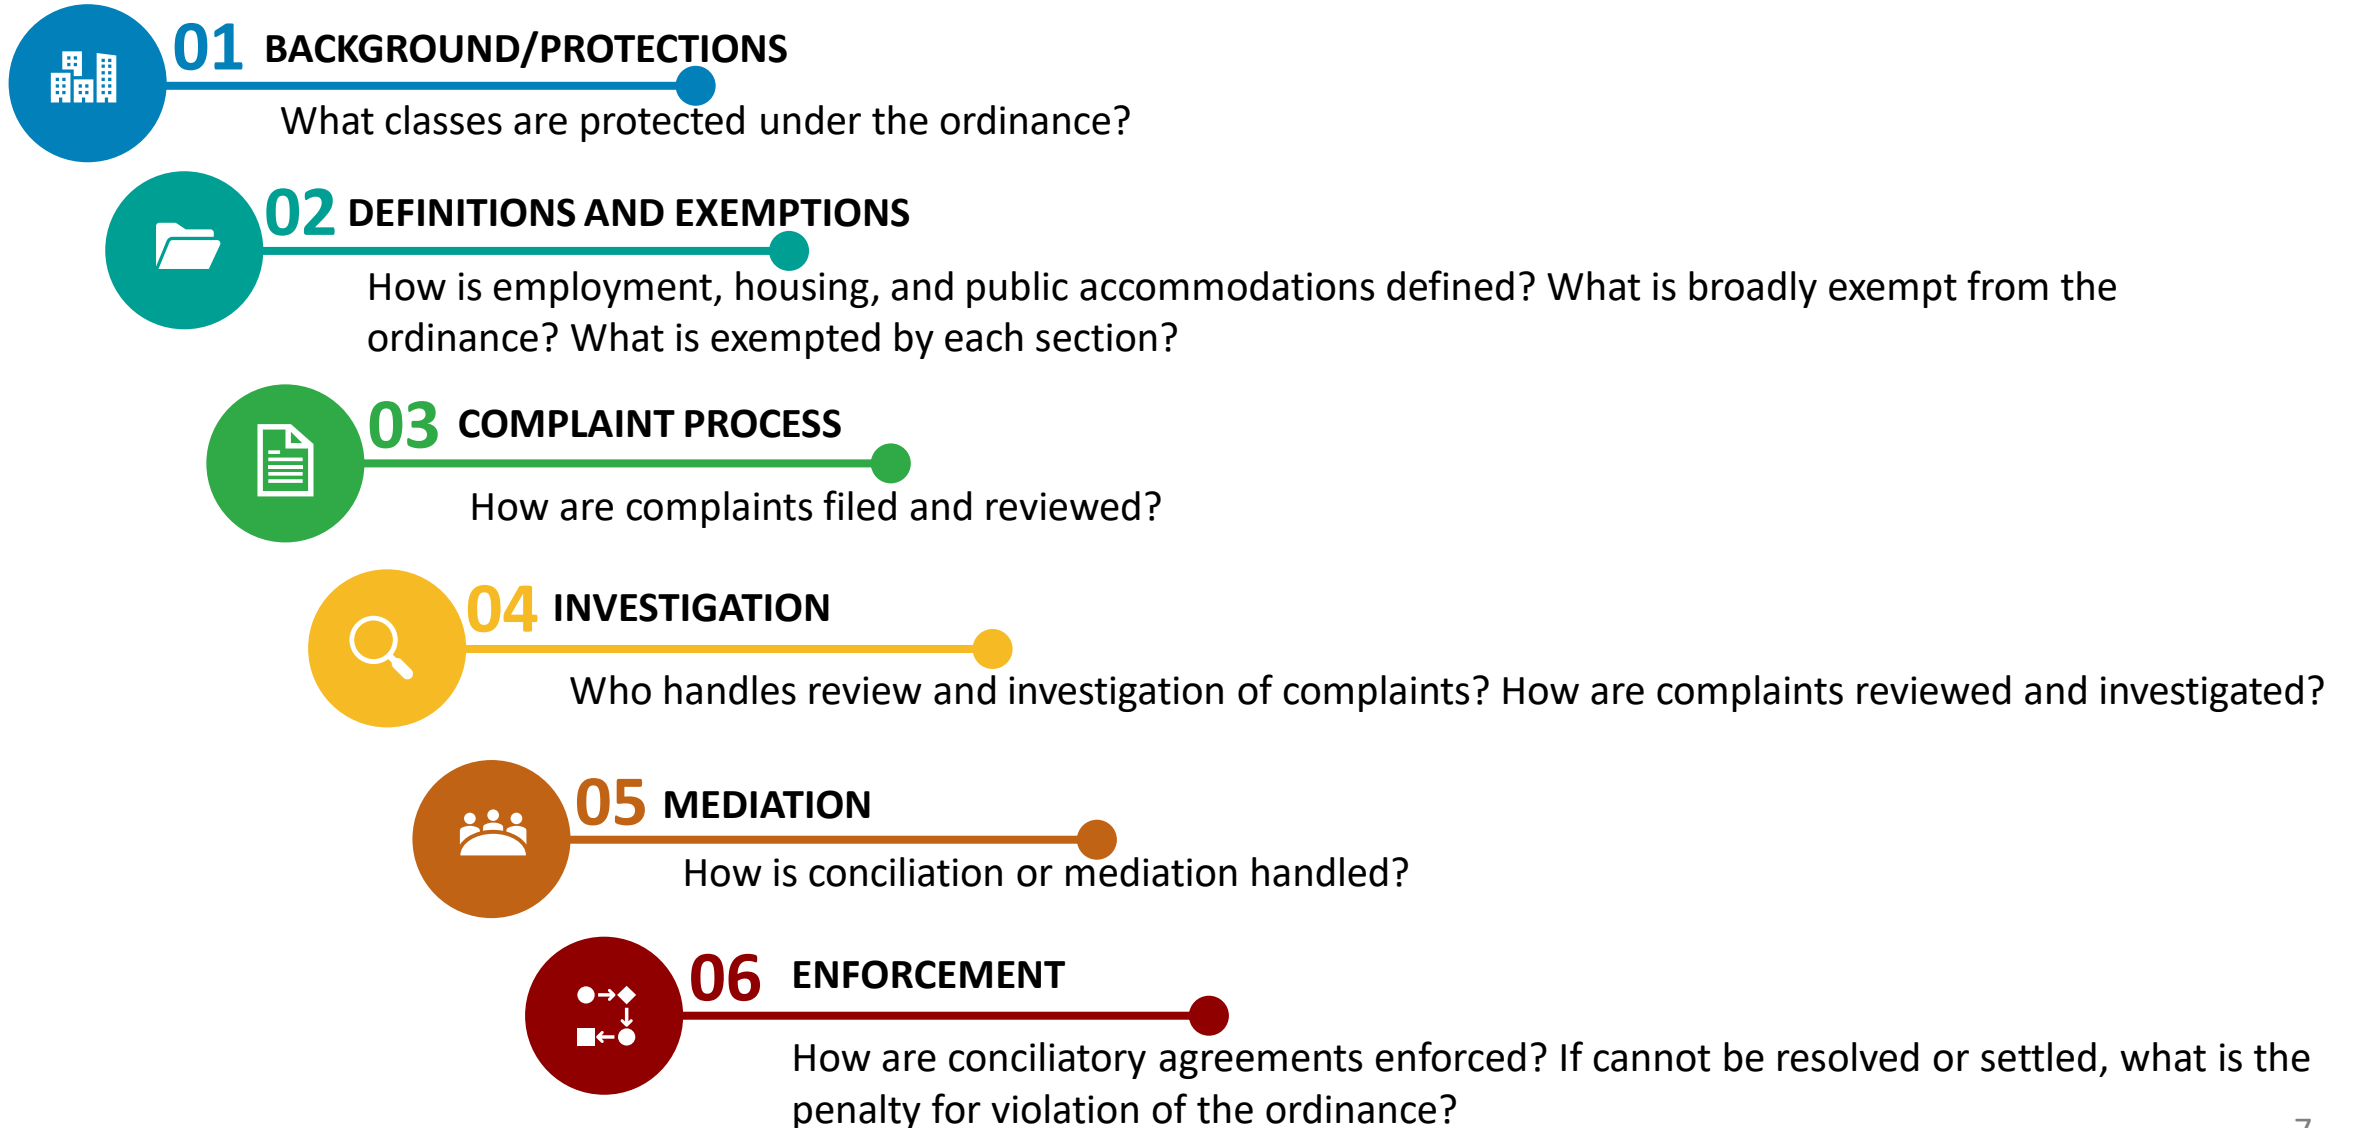 01 BACKGROUND/PROTECTIONS
What classes are protected under the ordinance?
02 DEFINITIONS AND EXEMPTIONS
How is employment, housing, and public accommodations defined? What is broadly exempt from the
ordinance? What is exempted by each section?
03 COMPLAINT PROCESS
How are complaints filed and reviewed?
04 INVESTIGATION
Who handles review and investigation of complaints? How are complaints reviewed and investigated?
05 MEDIATION
How is conciliation or mediation handled?
06 ENFORCEMENT
How are conciliatory agreements enforced? If cannot be resolved or settled, what is the
penalty for violation of the ordinance?
7